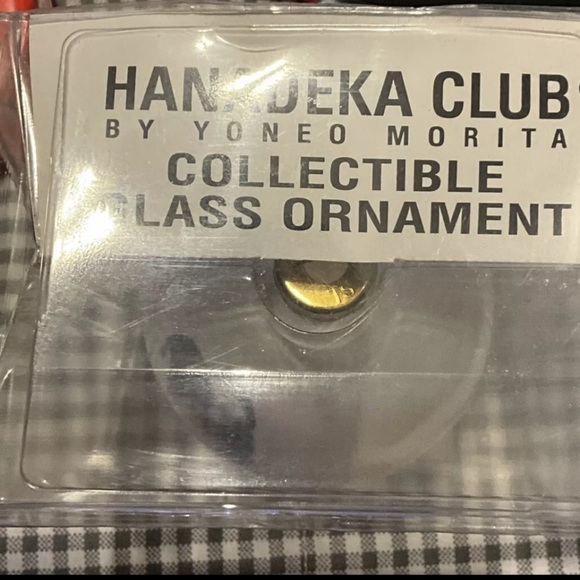 HANADEKA CLUB
BY YONEO MORITA
COLLECTIBLE
GLASS ORNAMENT